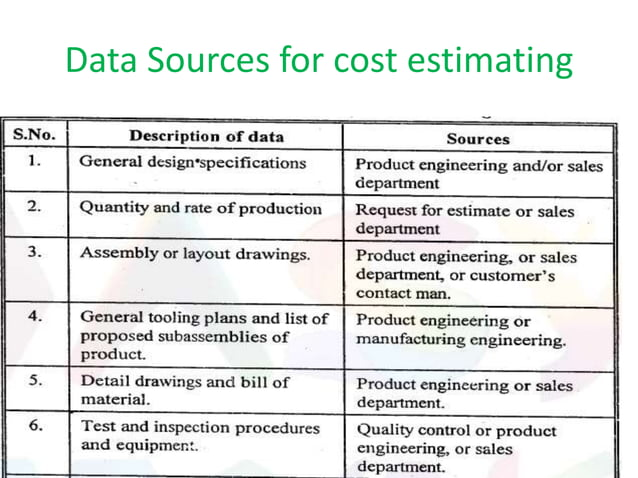 Data Sources for cost estimating
S.No. Description of data Sources
1. General design specifications Product engineering and/or sales
department
2. Quantity and rate of production Request for estimate or sales
department
3. Assembly or layout drawings. Product engineering, or sales
department, or customer's
contact man.
4. General tooling plans and list of Product engineering or
proposed subassemblies of manufacturing engineering.
product.
5. Detail drawings and bill of Product engineering or sales
material. department.
6. Test and inspection procedures Quality control or product
and equipment. engineering, or sales
department.